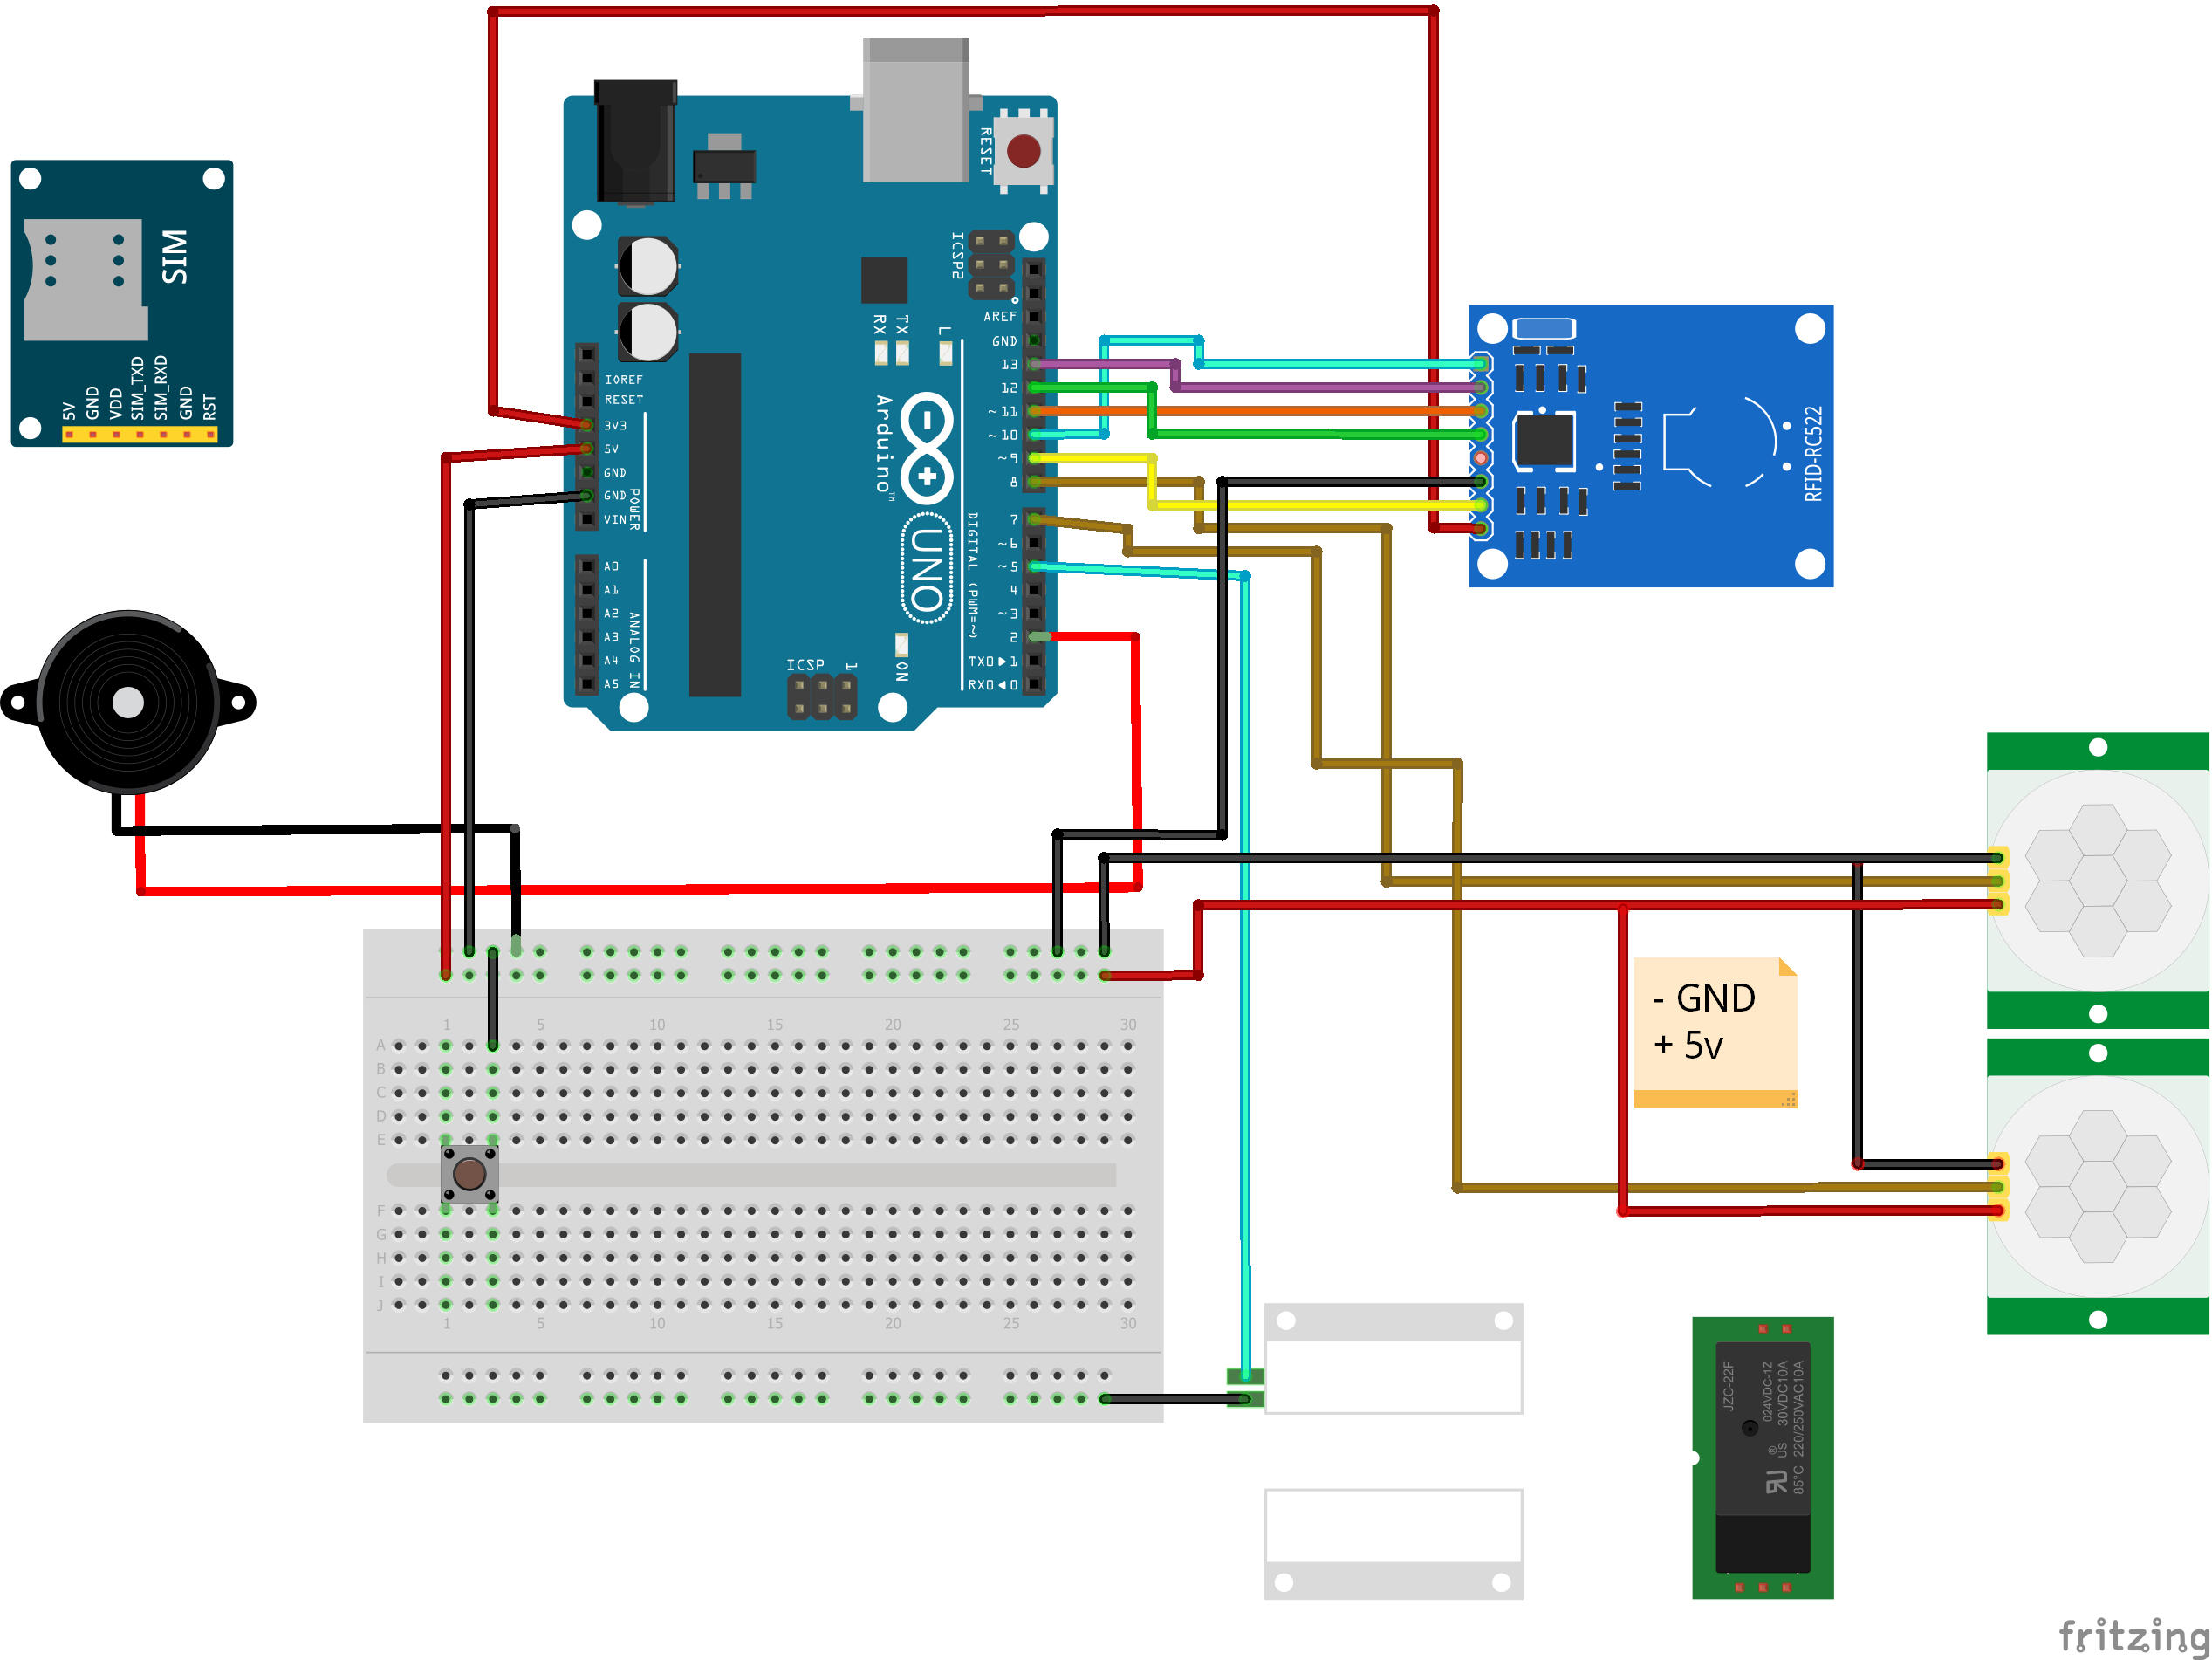 SIM
5V
GND
VDD
SIM_TXD
SIM_RXD
GND
RST
RESET
ICSP2
AREF
GND
13
12
~11
~10
~9
8
7
~6
~5
4
~3
2
TX0▶1
RX0◀0
RX
TX
L
IOREF
RESET
3V3
5V
GND
GND
VIN
POWER
A0
A1
A2
A3
A4
A5
ANALOG IN
Arduino™
UNO
DIGITAL (PWM=~)
ICSP
1
ON
RFID-RC522
- GND
+ 5v
1 5 10 15 20 25 30
A
B
C
D
E
F
G
H
I
J
1 5 10 15 20 25 30
JZC-22F
024VDC-1Z
30VDC10A
220/250VAC10A
® US
85°C
fritzing